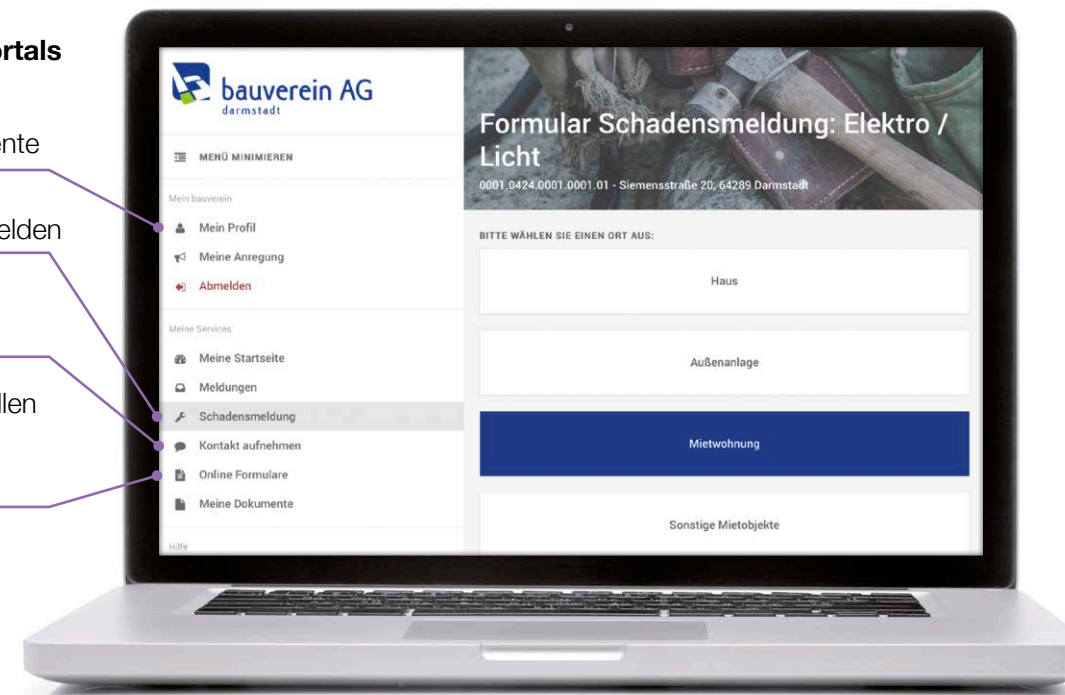 ortals
ente
elden
llen
bauverein AG
darmstadt
MENÜ MINIMIEREN
Mein bauverein
Mein Profil
Meine Anregung
Abmelden
Meine Services
Meine Startseite
Meldungen
Schadensmeldung
Kontakt aufnehmen
Online Formulare
Meine Dokumente
Hilfe
Formular Schadensmeldung: Elektro /
Licht
0001.0424.0001.0001.01 - Siemensstraße 20, 64289 Darmstadt
BITTE WÄHLEN SIE EINEN ORT AUS:
Haus
Außenanlage
Mietwohnung
Sonstige Mietobjekte